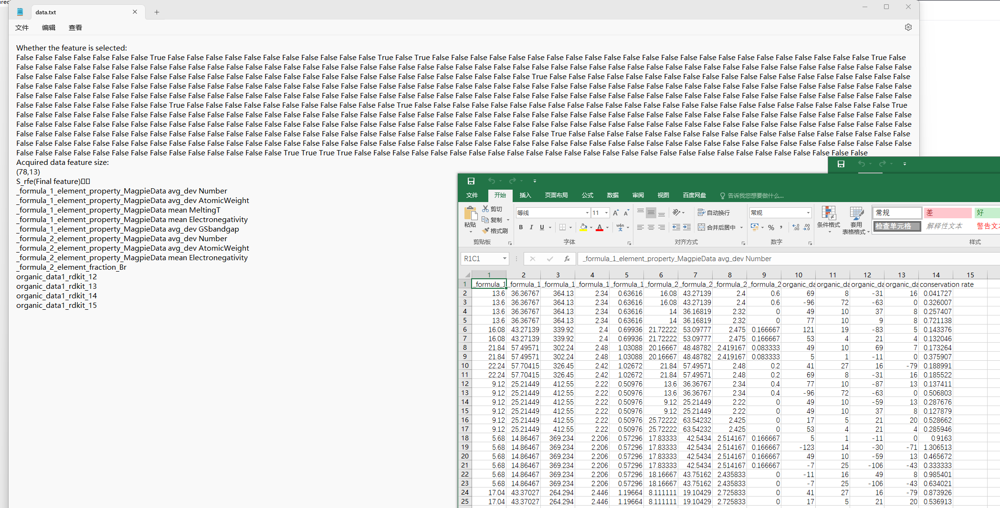 data.txt
文件 编辑 查看
Whether the feature is selected:
False False False False False False False True False False False False False False False False False False False True False True False False False False False False False False False False False False False False False False False False False False False False False True False
False False False False False False False False False False False False False False False False False False False False False False False False False False False False False False False False False False False False False False False False False False False False False False False
False False False False False False False False False False False False False False False False False False False False False False False False False False False True False False False False False False False False False False False False False False False False False False False
False False False False False False False False False False False False False False False False False False False False False False False False False False False False False False False False False False False False False False False False False False False False False False False
False False False False False False False False False False False False False False False False False False False False False False False False False False False False False False False False False False False False False False False False False False False False False False False
False False False False False False False False True False False False False False False False False False False False True False False False False False False False False False False False False False False False False False False False False False False False False False True
False False False False False False False False False False False False False False False False False False False False False False False False False False False False False False False False False False False False False False False False False False False False False False False
False False False False False False False False False False False False False False False False False False False False False False False False False False False False False False False False False False False False False False False False False False False False False False False
False False False False False False False False False False False False False False False False False False False False False False False False False False False False True False False False False False False False False False False False False False False False False False False
False False False False False False False False False False False False False False False False False False False False False False False False False False False False False False False False False False False False False False False False False False False False False False False
False False False False False False False False False False False False False False True True True True False False False False False False False False False False False False False False False False False False False False False False False False False False False
Acquired data feature size:
(78,13)
S_rfe(Final feature)
_formula_1_element_property_MagpieData avg_dev Number
_formula_1_element_property_MagpieData avg_dev AtomicWeight
_formula_1_element_property_MagpieData mean MeltingT
_formula_1_element_property_MagpieData mean Electronegativity
_formula_1_element_property_MagpieData avg_dev GSbandgap
_formula_2_element_property_MagpieData avg_dev Number
_formula_2_element_property_MagpieData avg_dev AtomicWeight
_formula_2_element_property_MagpieData mean Electronegativity
_formula_2_element_fraction_Br
organic_data1_rdkit_12
organic_data1_rdkit_13
organic_data1_rdkit_14
organic_data1_rdkit_15
文件 开始 插入 页面布局 公式 数据 审阅 视图 百度网盘 告诉我您想要做什么...
粘贴 剪切 复制 格式刷
等线 11 自动换行 常规
B I U 合并后居中 条件格式 套用 表格格式
常规 差 好
检查单元格 解释性文本 警告文
剪贴板 字体 对齐方式 数字 样式
R1C1 fx _formula_1_element_property_MagpieData avg_dev Number
1 2 3 4 5 6 7 8 9 10 11 12 13 14 15
1 _formula_1 _formula_1 _formula_1 _formula_1 _formula_1 _formula_2 _formula_2 _formula_2 _formula_2 organic_da organic_da organic_da organic_da conservation rate
2 13.6 36.36767 364.13 2.34 0.63616 16.08 43.27139 2.4 0.6 69 8 -31 16 0.041727
3 13.6 36.36767 364.13 2.34 0.63616 16.08 43.27139 2.4 0.6 -96 72 -63 0 0.326007
4 13.6 36.36767 364.13 2.34 0.63616 14 36.16819 2.32 0 49 10 37 8 0.257407
5 13.6 36.36767 364.13 2.34 0.63616 14 36.16819 2.32 0 77 10 9 8 0.721138
6 16.08 43.27139 339.92 2.4 0.69936 21.72222 53.09777 2.475 0.166667 121 19 -83 5 0.143376
7 16.08 43.27139 339.92 2.4 0.69936 21.72222 53.09777 2.475 0.166667 53 4 21 4 0.132046
8 21.84 57.49571 302.24 2.48 1.03088 20.16667 48.48782 2.419167 0.083333 49 10 69 7 0.173264
9 21.84 57.49571 302.24 2.48 1.03088 20.16667 48.48782 2.419167 0.083333 5 1 -11 0 0.375907
10 22.24 57.70415 326.45 2.42 1.02672 21.84 57.49571 2.48 0.2 41 27 16 -79 0.188991
11 22.24 57.70415 326.45 2.42 1.02672 21.84 57.49571 2.48 0.2 69 8 -31 16 0.185522
12 9.12 25.21449 412.55 2.22 0.50976 13.6 36.36767 2.34 0.4 77 10 -87 13 0.137411
13 9.12 25.21449 412.55 2.22 0.50976 13.6 36.36767 2.34 0.4 -96 72 -63 0 0.506803
14 9.12 25.21449 412.55 2.22 0.50976 9.12 25.21449 2.22 0 49 10 -59 13 0.287676
15 9.12 25.21449 412.55 2.22 0.50976 9.12 25.21449 2.22 0 49 10 37 8 0.127879
16 9.12 25.21449 412.55 2.22 0.50976 25.72222 63.54232 2.425 0 17 5 21 20 0.528662
17 9.12 25.21449 412.55 2.22 0.50976 25.72222 63.54232 2.425 0 53 4 21 4 0.285946
18 5.68 14.86467 369.234 2.206 0.57296 17.83333 42.5434 2.514167 0.166667 5 1 -11 0 0.9163
19 5.68 14.86467 369.234 2.206 0.57296 17.83333 42.5434 2.514167 0.166667 -123 14 -30 -71 1.306513
20 5.68 14.86467 369.234 2.206 0.57296 17.83333 42.5434 2.514167 0.166667 49 10 -59 13 0.465672
21 5.68 14.86467 369.234 2.206 0.57296 17.83333 42.5434 2.514167 0.166667 -7 25 -106 -43 0.333333
22 5.68 14.86467 369.234 2.206 0.57296 18.16667 43.75162 2.435833 0 -11 16 49 8 0.985401
23 5.68 14.86467 369.234 2.206 0.57296 18.16667 43.75162 2.435833 0 -7 25 -106 -43 0.634021
24 17.04 43.37027 264.294 2.446 1.19664 8.111111 19.10429 2.725833 0 41 27 16 -79 0.873926
25 17.04 43.37027 264.294 2.446 1.19664 8.111111 19.10429 2.725833 0 17 5 21 20 0.536913